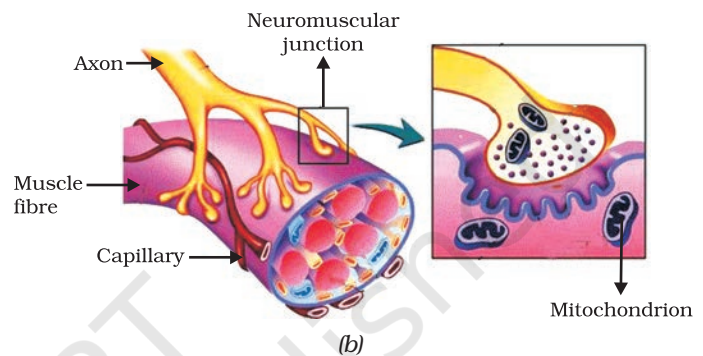 Neuromuscular
junction
Axon
Muscle
fibre
Capillary
Mitochondrion
(b)